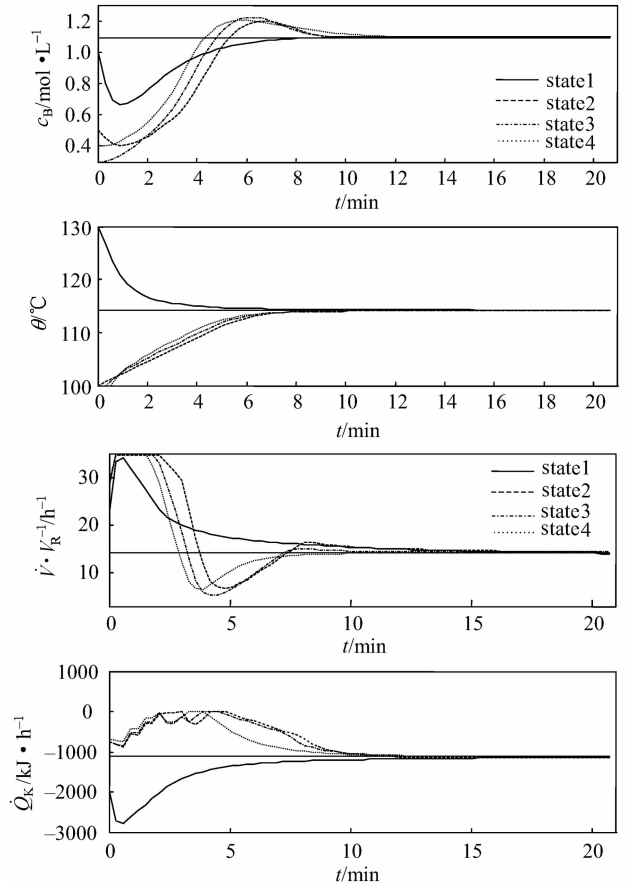 1.2
1.0
0.8
0.6
0.4
c_B/mol •L⁻¹
state1
state2
state3
state4
0 2 4 6 8 10 12 14 16 18 20
t/min
130
120
110
100
θ/℃
0 2 4 6 8 10 12 14 16 18 20
t/min
30
20
10
V̇ • V_R⁻¹/h⁻¹
state1
state2
state3
state4
0 5 10 15 20
t/min
1000
0
−1000
−2000
−3000
Q̇_K/kJ • h⁻¹
0 5 10 15 20
t/min